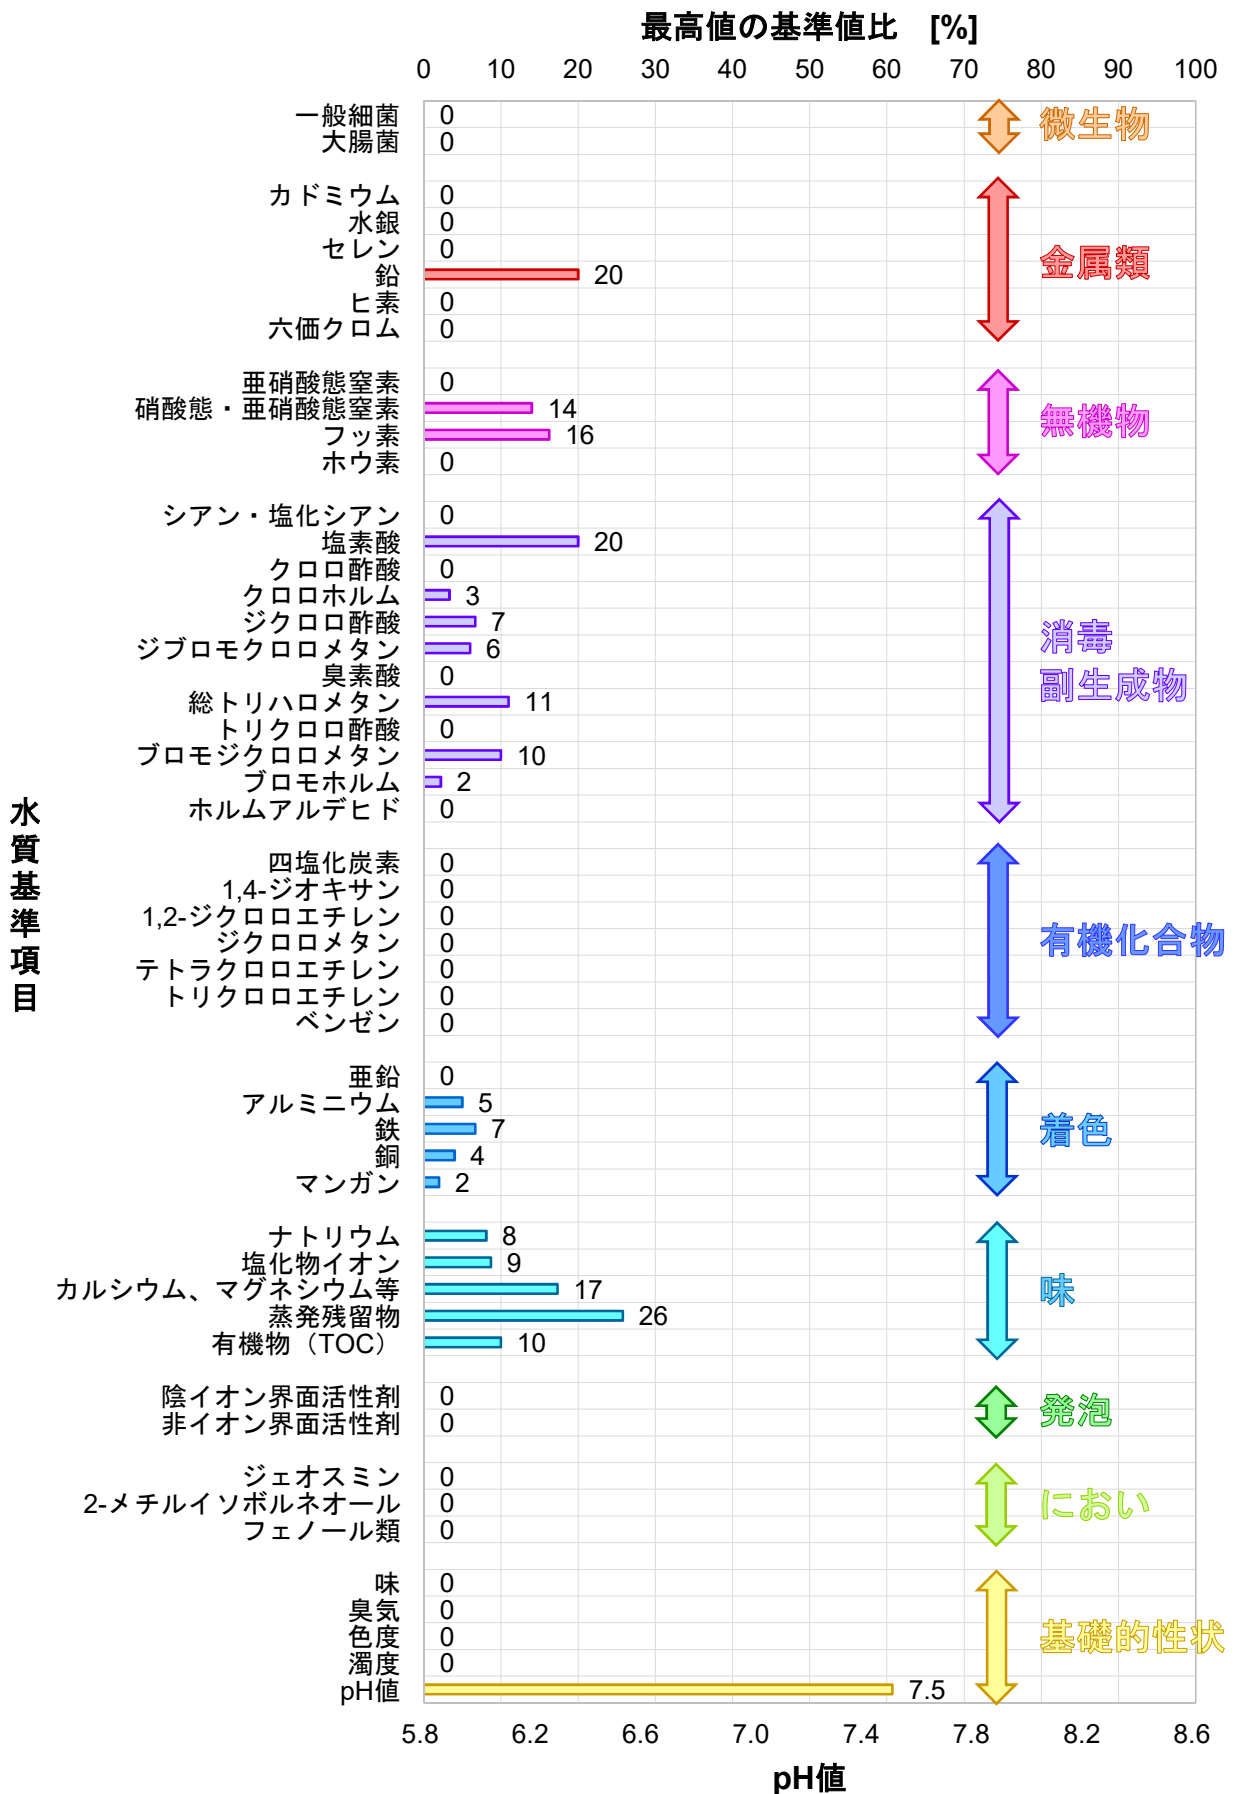 最高値の基準値比　[%]
0 10 20 30 40 50 60 70 80 90 100
一般細菌 0
大腸菌 0
微生物
カドミウム 0
水銀 0
セレン 0
鉛 20
ヒ素 0
六価クロム 0
金属類
亜硝酸態窒素 0
硝酸態・亜硝酸態窒素 14
フッ素 16
ホウ素 0
無機物
シアン・塩化シアン 0
塩素酸 20
クロロ酢酸 0
クロロホルム 3
ジクロロ酢酸 7
ジブロモクロロメタン 6
臭素酸 0
総トリハロメタン 11
トリクロロ酢酸 0
ブロモジクロロメタン 10
ブロモホルム 2
ホルムアルデヒド 0
消毒
副生成物
四塩化炭素 0
1,4-ジオキサン 0
1,2-ジクロロエチレン 0
ジクロロメタン 0
テトラクロロエチレン 0
トリクロロエチレン 0
ベンゼン 0
有機化合物
亜鉛 0
アルミニウム 5
鉄 7
銅 4
マンガン 2
着色
ナトリウム 8
塩化物イオン 9
カルシウム、マグネシウム等 17
蒸発残留物 26
有機物（TOC） 10
味
陰イオン界面活性剤 0
非イオン界面活性剤 0
発泡
ジェオスミン 0
2-メチルイソボルネオール 0
フェノール類 0
におい
味 0
臭気 0
色度 0
濁度 0
pH値 7.5
基礎的性状
5.8 6.2 6.6 7.0 7.4 7.8 8.2 8.6
pH値
水質基準項目